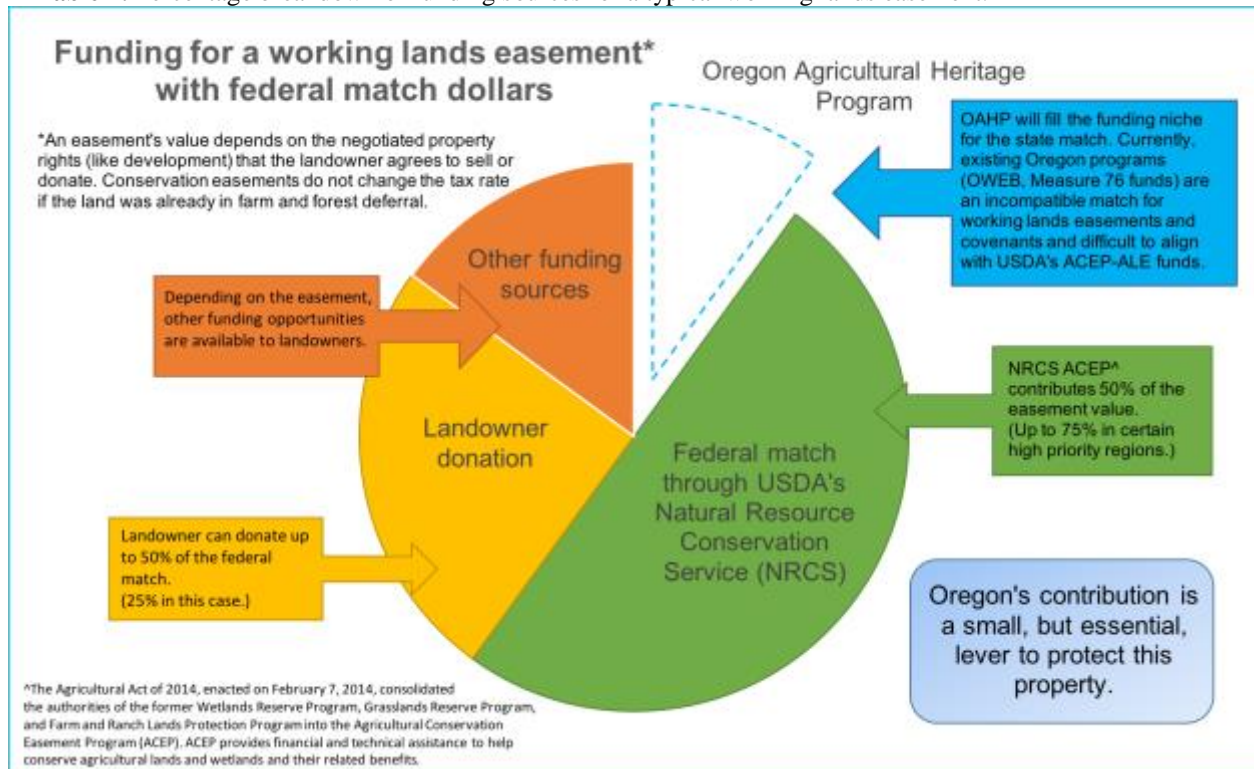 Funding for a working lands easement*
with federal match dollars
*An easement's value depends on the negotiated property
rights (like development) that the landowner agrees to sell or
donate. Conservation easements do not change the tax rate
if the land was already in farm and forest deferral.
Oregon Agricultural Heritage
Program
OAHP will fill the funding niche
for the state match. Currently,
existing Oregon programs
(OWEB, Measure 76 funds) are
an incompatible match for
working lands easements and
covenants and difficult to align
with USDA's ACEP-ALE funds.
Other funding
sources
Depending on the easement,
other funding opportunities
are available to landowners.
NRCS ACEP^
contributes 50% of the
easement value.
(Up to 75% in certain
high priority regions.)
Landowner
donation
Federal match
through USDA's
Natural Resource
Conservation
Service (NRCS)
Landowner can donate up
to 50% of the federal
match.
(25% in this case.)
Oregon's contribution is
a small, but essential,
lever to protect this
property.
^The Agricultural Act of 2014, enacted on February 7, 2014, consolidated
the authorities of the former Wetlands Reserve Program, Grasslands Reserve Program,
and Farm and Ranch Lands Protection Program into the Agricultural Conservation
Easement Program (ACEP). ACEP provides financial and technical assistance to help
conserve agricultural lands and wetlands and their related benefits.